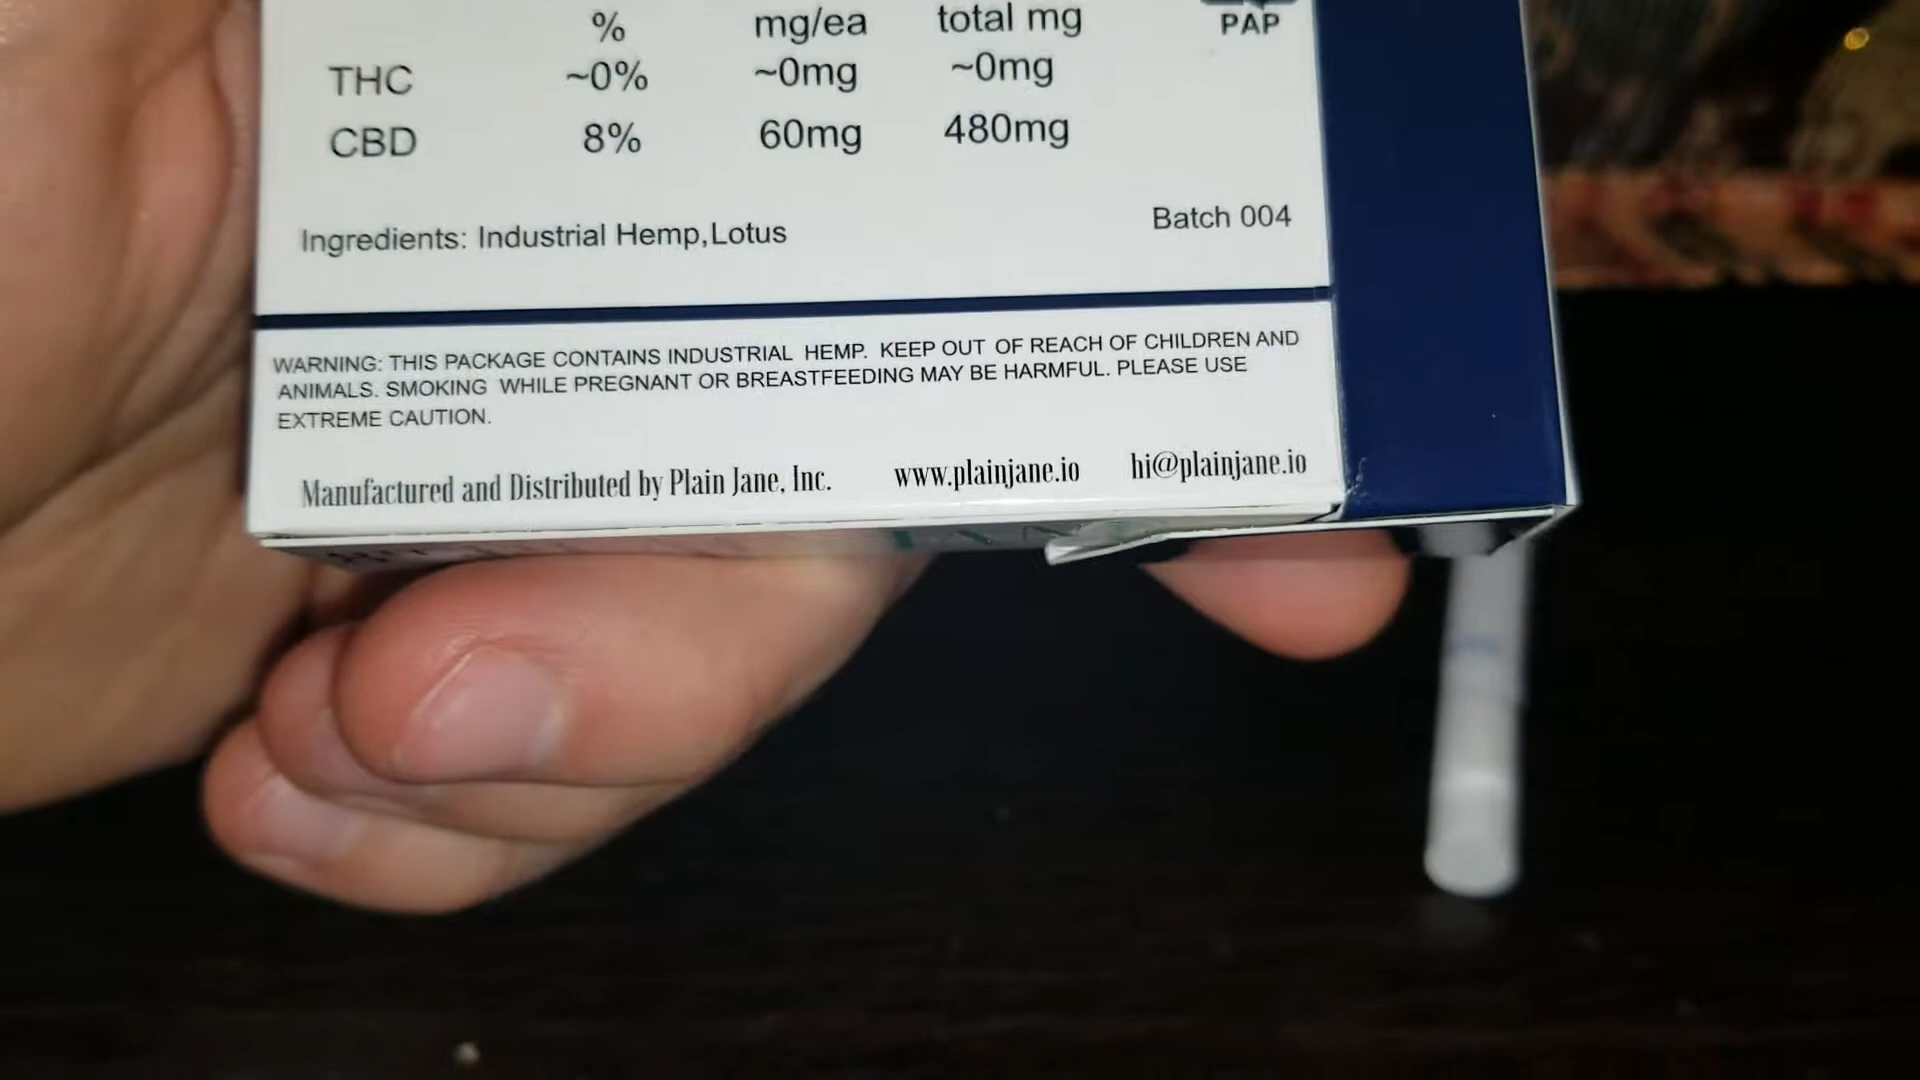 % mg/ea total mg PAP
THC ~0% ~0mg ~0mg
CBD 8% 60mg 480mg
Ingredients: Industrial Hemp,Lotus Batch 004
WARNING: THIS PACKAGE CONTAINS INDUSTRIAL HEMP. KEEP OUT OF REACH OF CHILDREN AND
ANIMALS. SMOKING WHILE PREGNANT OR BREASTFEEDING MAY BE HARMFUL. PLEASE USE
EXTREME CAUTION.
Manufactured and Distributed by Plain Jane, Inc. www.plainjane.io hi@plainjane.io